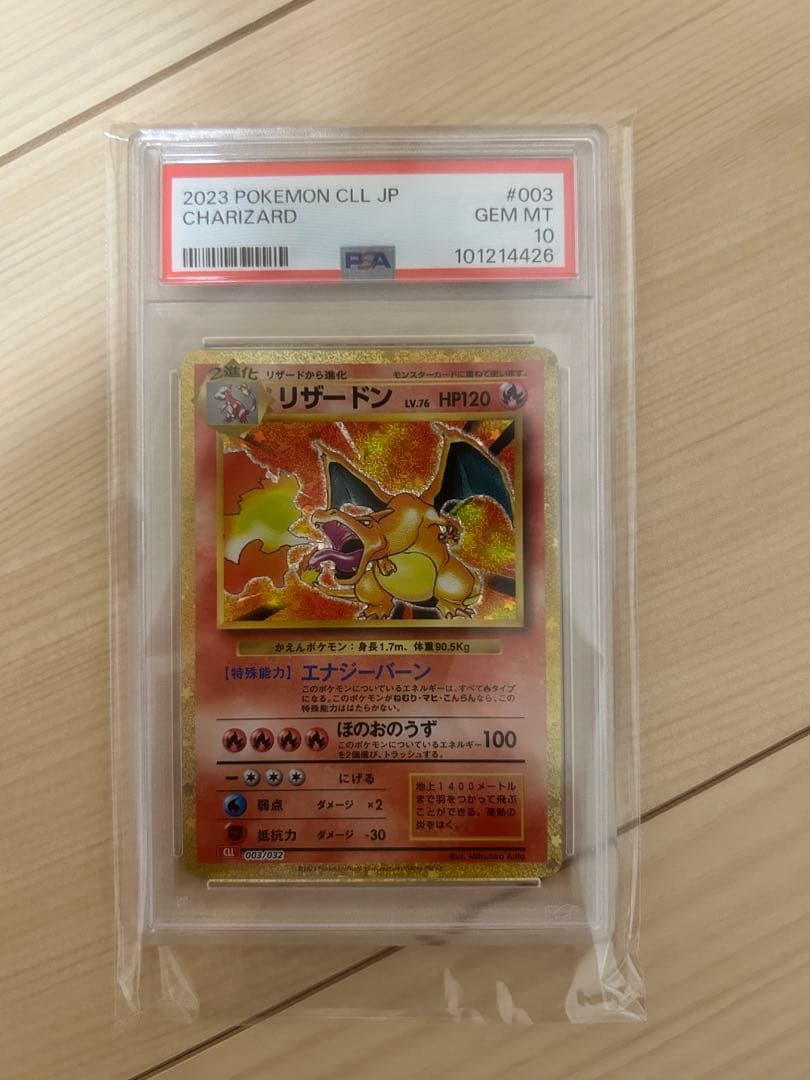 2023 POKEMON CLL JP #003
CHARIZARD GEM MT
10
PSA 101214426
2進化 リザードから進化 モンスターカードに重ねて使います。
リザードン LV.76 HP120
かえんポケモン：身長1.7m、体重90.5Kg
【特殊能力】エナジーバーン
このポケモンについているエネルギーは、すべて🔥タイプ
になる。このポケモンがねむり・マヒ・こんらんなら、この
特殊能力ははたらかない。
ほのおのうず 100
このポケモンについているエネルギー
を2個選び、トラッシュする。
にげる
弱点 ダメージ ×2
抵抗力 ダメージ -30
地上1400メートル
まで羽をつかって飛ぶ
ことができる。高熱の
炎をはく。
CLL 003/032
Illus. Mitsuhiro Arita